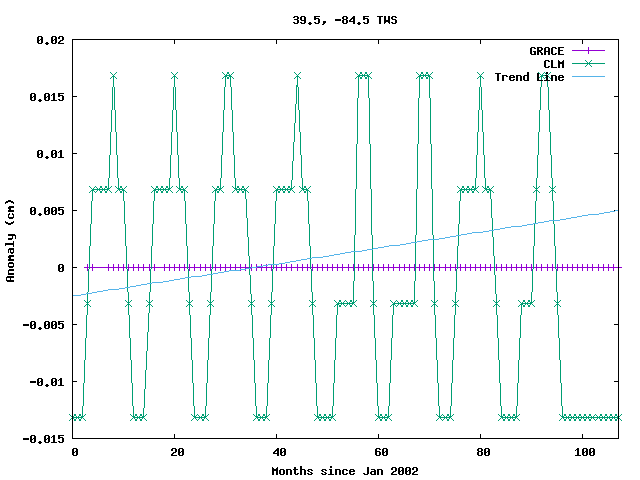 39.5, -84.5 TWS
GRACE
CLM
Trend Line
0.02
0.015
0.01
0.005
0
-0.005
-0.01
-0.015
Anomaly (cm)
0 20 40 60 80 100
Months since Jan 2002